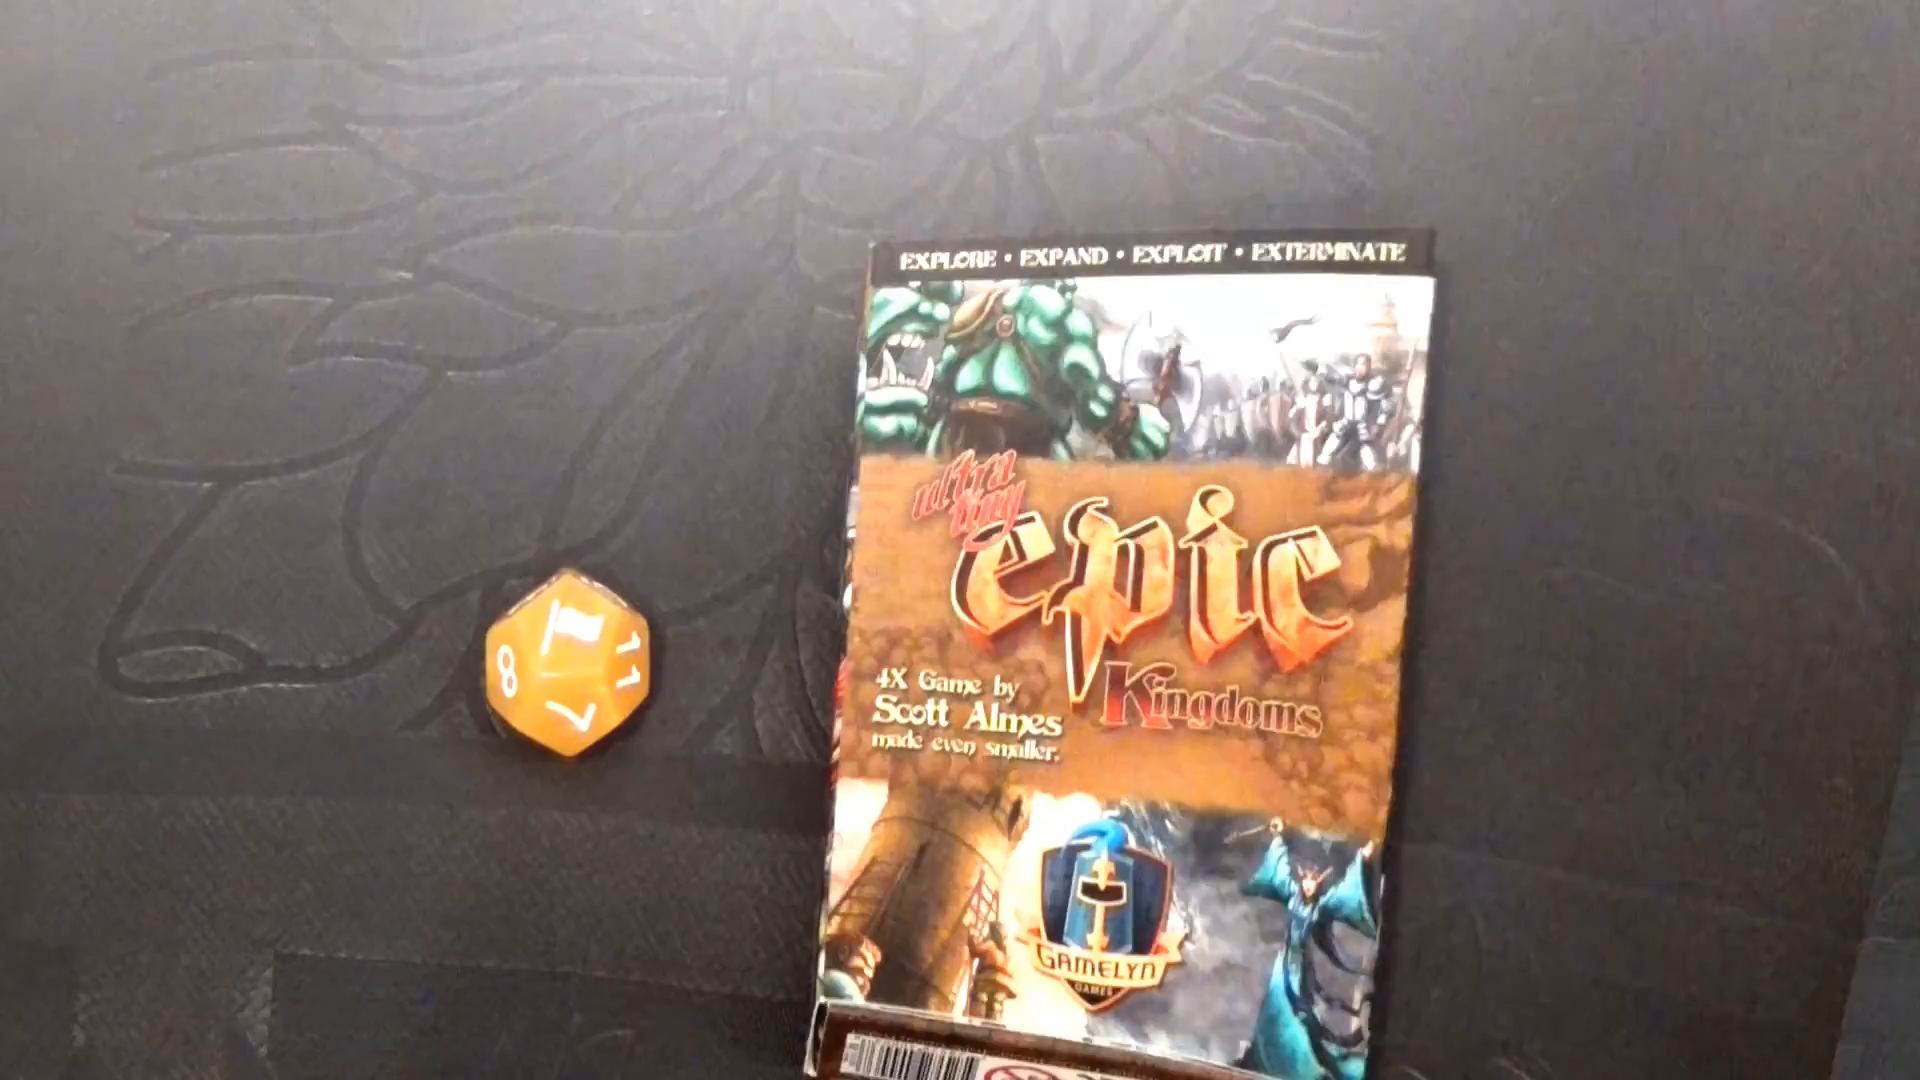 EXPLORE • EXPAND • EXPLOIT • EXTERMINATE
ultra
tiny
epic
Kingdoms
4X Game by
Scott Almes
made even smaller.
GAMELYN
GAMES
8
11
7